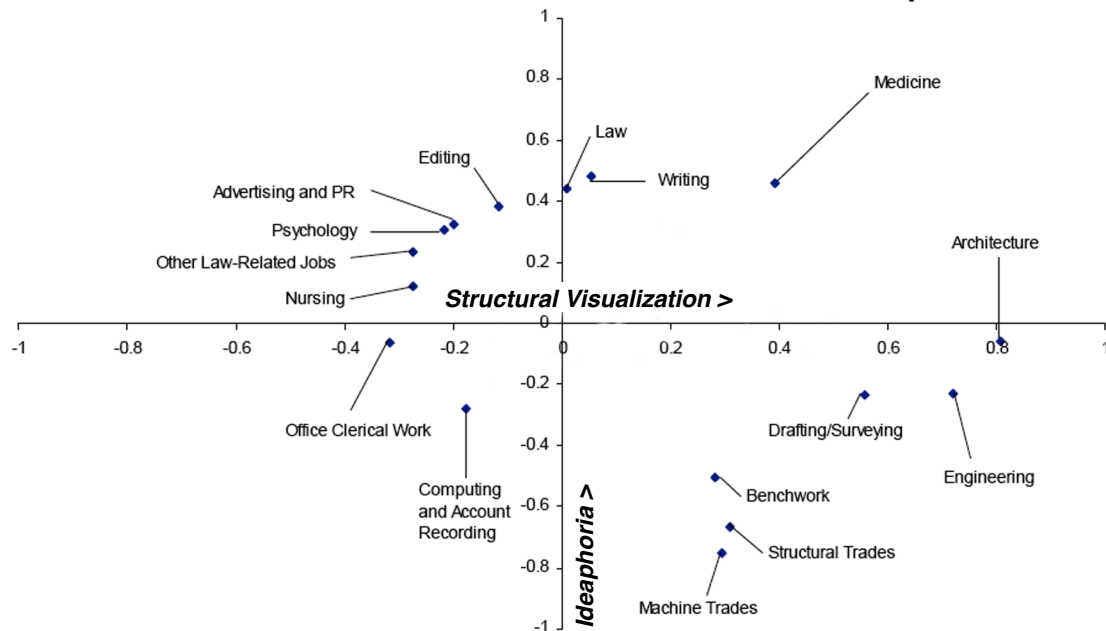 1
0.8
Medicine
0.6
Law
Editing
Writing
Advertising and PR
0.4
Psychology
Architecture
Other Law-Related Jobs
0.2
Nursing
Structural Visualization >
0
-1
-0.8
-0.6
-0.4
-0.2
0
0.2
0.4
0.6
0.8
1
-0.2
Office Clerical Work
Drafting/Surveying
-0.4
Engineering
Computing
and Account
Recording
Benchwork
-0.6
Ideaphoria >
Structural Trades
-0.8
Machine Trades
-1